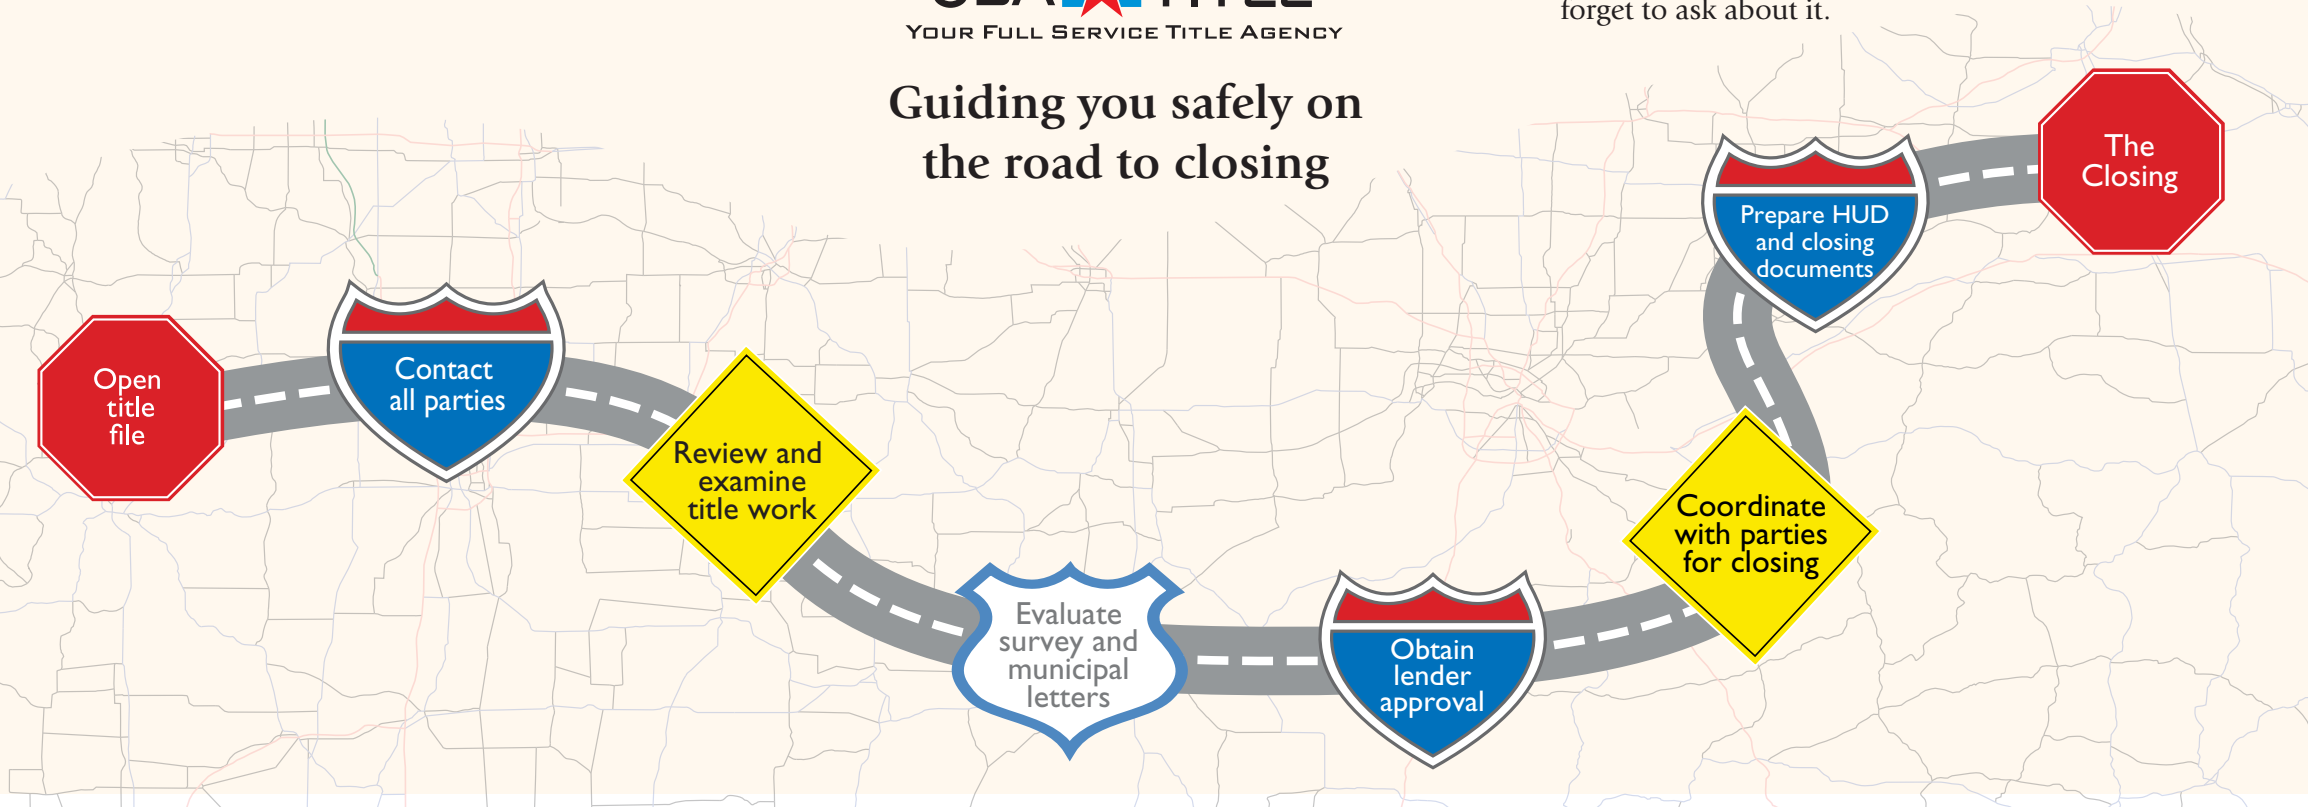 YOUR FULL SERVICE TITLE AGENCY
forget to ask about it.
Guiding you safely on
the road to closing
Open
title
file
Contact
all parties
Review and
examine
title work
Evaluate
survey and
municipal
letters
Obtain
lender
approval
Coordinate
with parties
for closing
Prepare HUD
and closing
documents
The
Closing